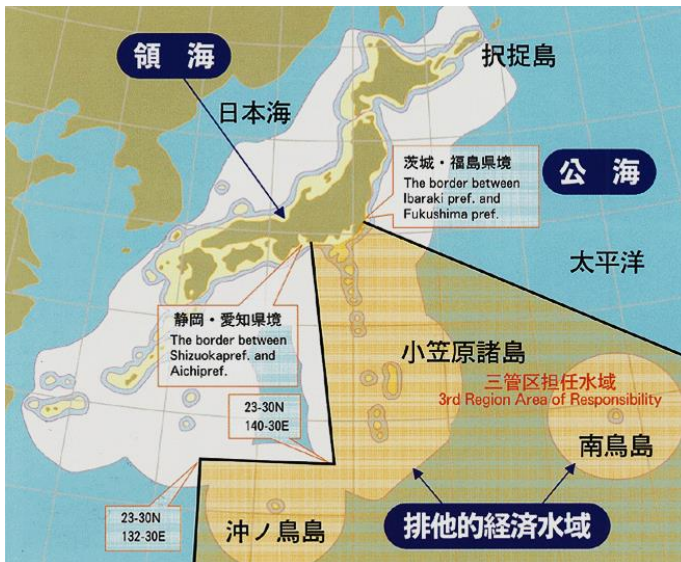 領 海
択捉島
日本海
茨城・福島県境
The border between
Ibaraki pref. and
Fukushima pref.
公 海
太平洋
静岡・愛知県境
The border between
Shizuokapref. and
Aichipref.
小笠原諸島
三管区担任水域
3rd Region Area of Responsibility
23-30N
140-30E
南鳥島
23-30N
132-30E
沖ノ鳥島
排他的経済水域